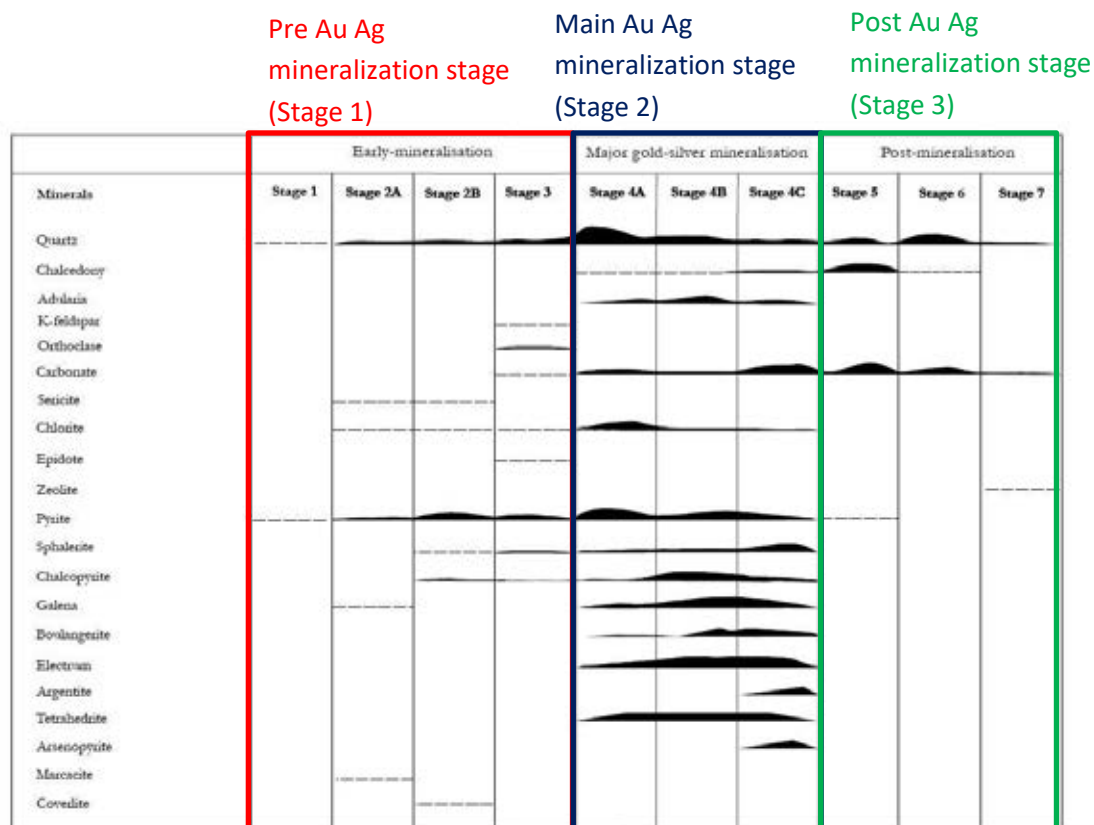 Pre Au Ag
mineralization stage
(Stage 1)
Main Au Ag
mineralization stage
(Stage 2)
Post Au Ag
mineralization stage
(Stage 3)
Early-mineralisation
Major gold-silver mineralisation
Post-mineralisation
Minerals
Stage 1
Stage 2A
Stage 2B
Stage 3
Stage 4A
Stage 4B
Stage 4C
Stage 5
Stage 6
Stage 7
Quartz
Chalcedony
Adularia
K-feldspar
Orthoclase
Carbonate
Sericite
Chlorite
Epidote
Zeolite
Pyrite
Sphalerite
Chalcopyrite
Galena
Boulangerite
Electrum
Argentite
Tetrahedrite
Arsenopyrite
Marcacite
Covellite